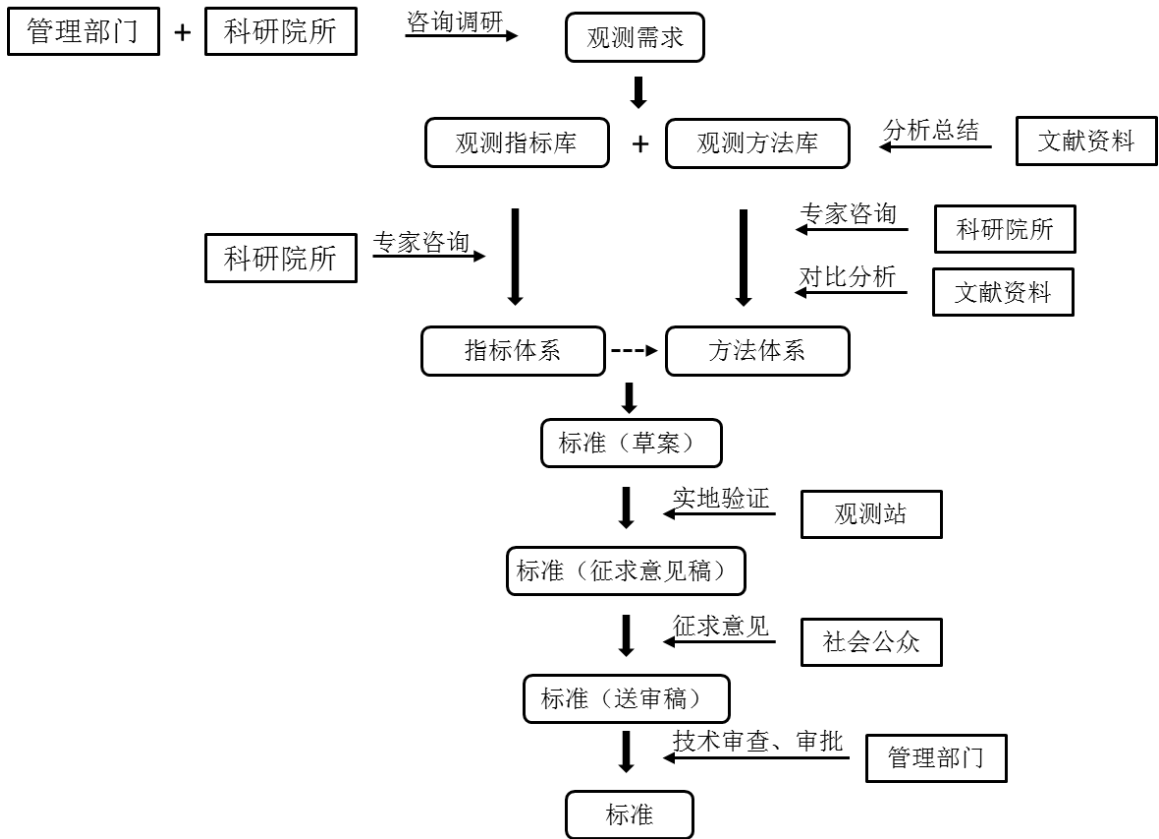 管理部门 + 科研院所 咨询调研 观测需求
观测指标库 + 观测方法库 分析总结 文献资料
专家咨询 科研院所
科研院所 专家咨询
对比分析 文献资料
指标体系 方法体系
标准（草案）
实地验证 观测站
标准（征求意见稿）
征求意见 社会公众
标准（送审稿）
技术审查、审批 管理部门
标准